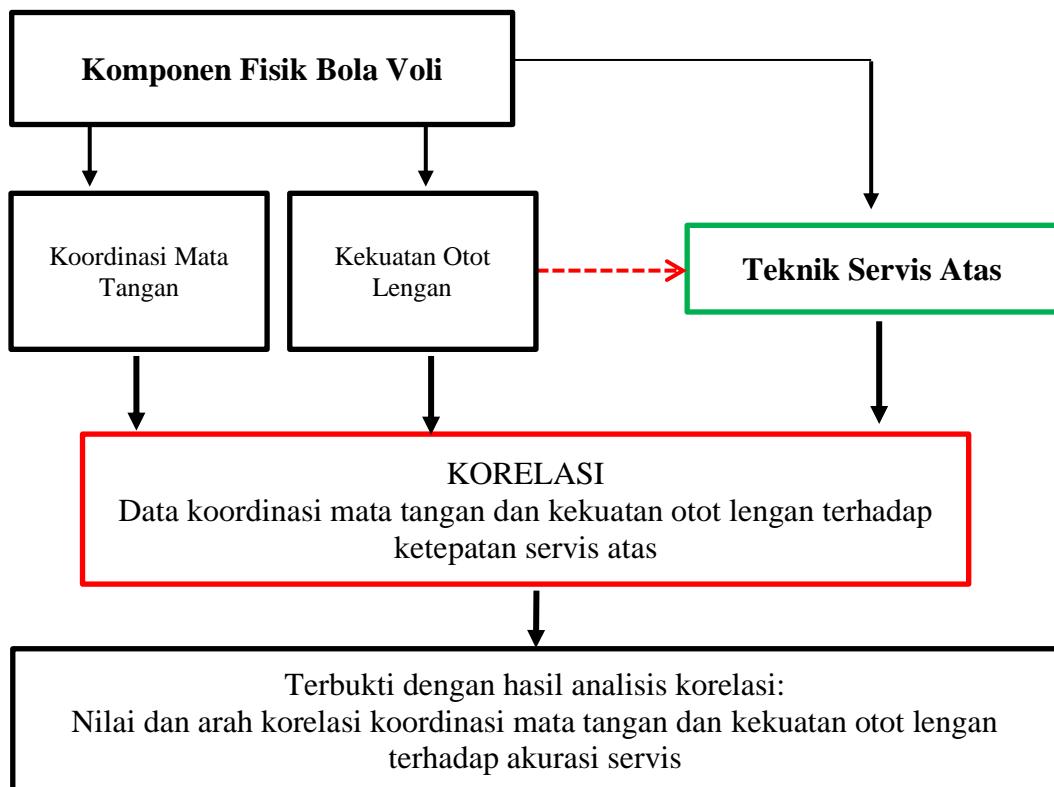 Komponen Fisik Bola Voli
Koordinasi Mata
Tangan
Kekuatan Otot
Lengan
Teknik Servis Atas
KORELASI
Data koordinasi mata tangan dan kekuatan otot lengan terhadap
ketepatan servis atas
Terbukti dengan hasil analisis korelasi:
Nilai dan arah korelasi koordinasi mata tangan dan kekuatan otot lengan
terhadap akurasi servis